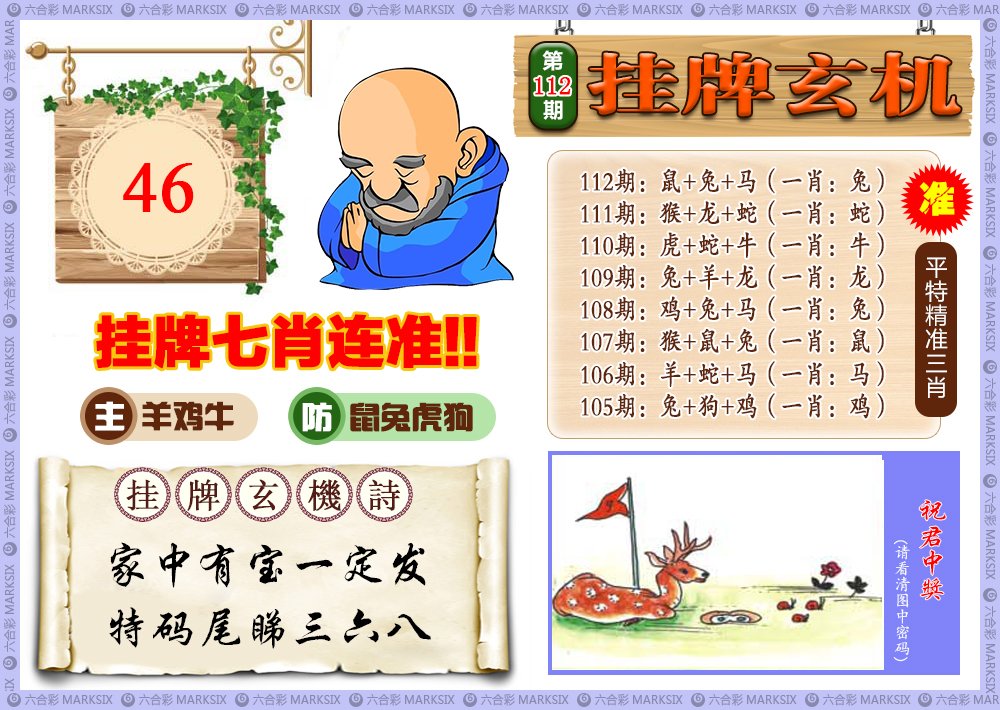 六合彩 MARKSIX
第112期
挂牌玄机
46
112期：鼠+兔+马（一肖：兔）
111期：猴+龙+蛇（一肖：蛇）
110期：虎+蛇+牛（一肖：牛）
109期：兔+羊+龙（一肖：龙）
108期：鸡+兔+马（一肖：兔）
107期：猴+鼠+兔（一肖：鼠）
106期：羊+蛇+马（一肖：马）
105期：兔+狗+鸡（一肖：鸡）
准
平特精准三肖
挂牌七肖连准!!
主 羊鸡牛
防 鼠兔虎狗
挂牌玄機詩
家中有宝一定发
特码尾睇三六八
祝君中奖
（请看清图中密码）